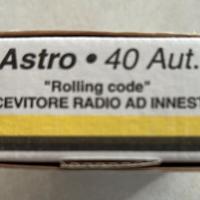 Astro • 40 Aut.
"Rolling code"
CEVITORE RADIO AD INNEST